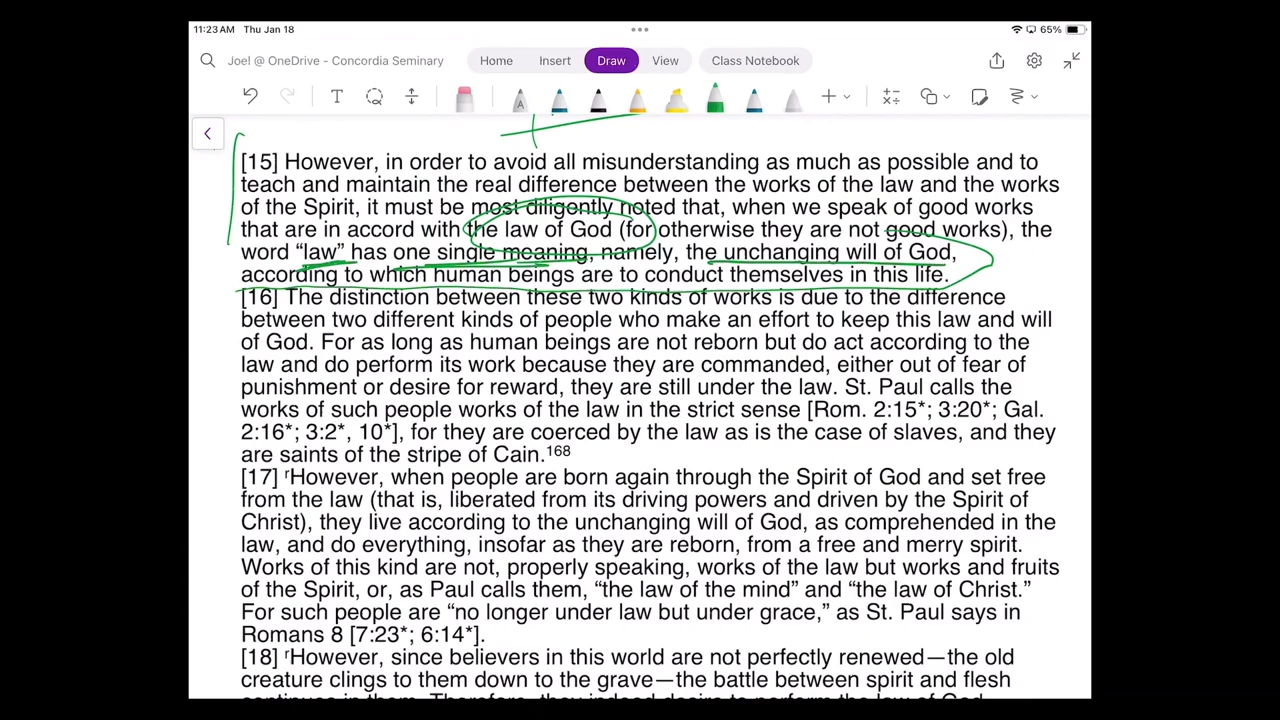 11:23 AM Thu Jan 18
65%
Joel @ OneDrive - Concordia Seminary
Home Insert Draw View Class Notebook
[15] However, in order to avoid all misunderstanding as much as possible and to
teach and maintain the real difference between the works of the law and the works
of the Spirit, it must be most diligently noted that, when we speak of good works
that are in accord with the law of God (for otherwise they are not good works), the
word “law” has one single meaning, namely, the unchanging will of God,
according to which human beings are to conduct themselves in this life.
[16] The distinction between these two kinds of works is due to the difference
between two different kinds of people who make an effort to keep this law and will
of God. For as long as human beings are not reborn but do act according to the
law and do perform its work because they are commanded, either out of fear of
punishment or desire for reward, they are still under the law. St. Paul calls the
works of such people works of the law in the strict sense [Rom. 2:15*; 3:20*; Gal.
2:16*; 3:2*, 10*], for they are coerced by the law as is the case of slaves, and they
are saints of the stripe of Cain.168
[17] rHowever, when people are born again through the Spirit of God and set free
from the law (that is, liberated from its driving powers and driven by the Spirit of
Christ), they live according to the unchanging will of God, as comprehended in the
law, and do everything, insofar as they are reborn, from a free and merry spirit.
Works of this kind are not, properly speaking, works of the law but works and fruits
of the Spirit, or, as Paul calls them, “the law of the mind” and “the law of Christ.”
For such people are “no longer under law but under grace,” as St. Paul says in
Romans 8 [7:23*; 6:14*].
[18] rHowever, since believers in this world are not perfectly renewed—the old
creature clings to them down to the grave—the battle between spirit and flesh
continues in them. Therefore, they indeed desire to perform the law of God